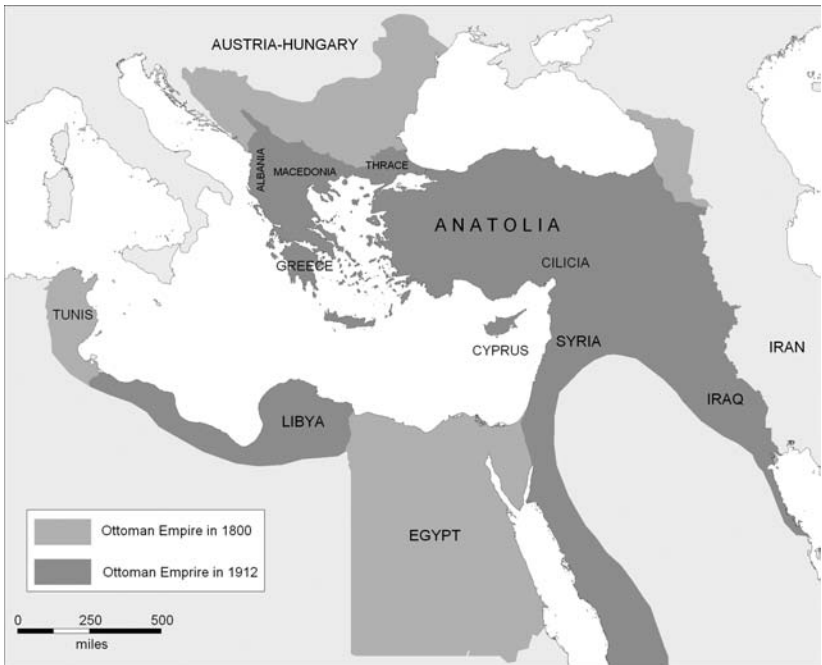 AUSTRIA-HUNGARY
ALBANIA
MACEDONIA
THRACE
ANATOLIA
GREECE
CILICIA
TUNIS
CYPRUS
SYRIA
IRAN
IRAQ
LIBYA
EGYPT
Ottoman Empire in 1800
Ottoman Emprire in 1912
0 250 500
miles